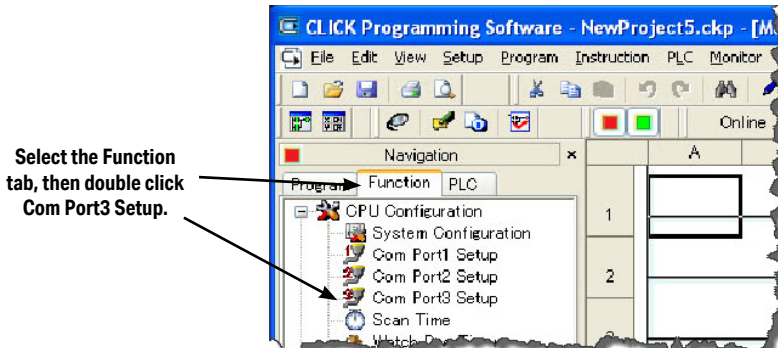 CLICK Programming Software - NewProject5.ckp - [M
File Edit View Setup Program Instruction PLC Monitor
Online
Select the Function
tab, then double click
Com Port3 Setup.
Navigation
Program Function PLC
CPU Configuration
System Configuration
Com Port1 Setup
Com Port2 Setup
Com Port3 Setup
Scan Time
A
1
2